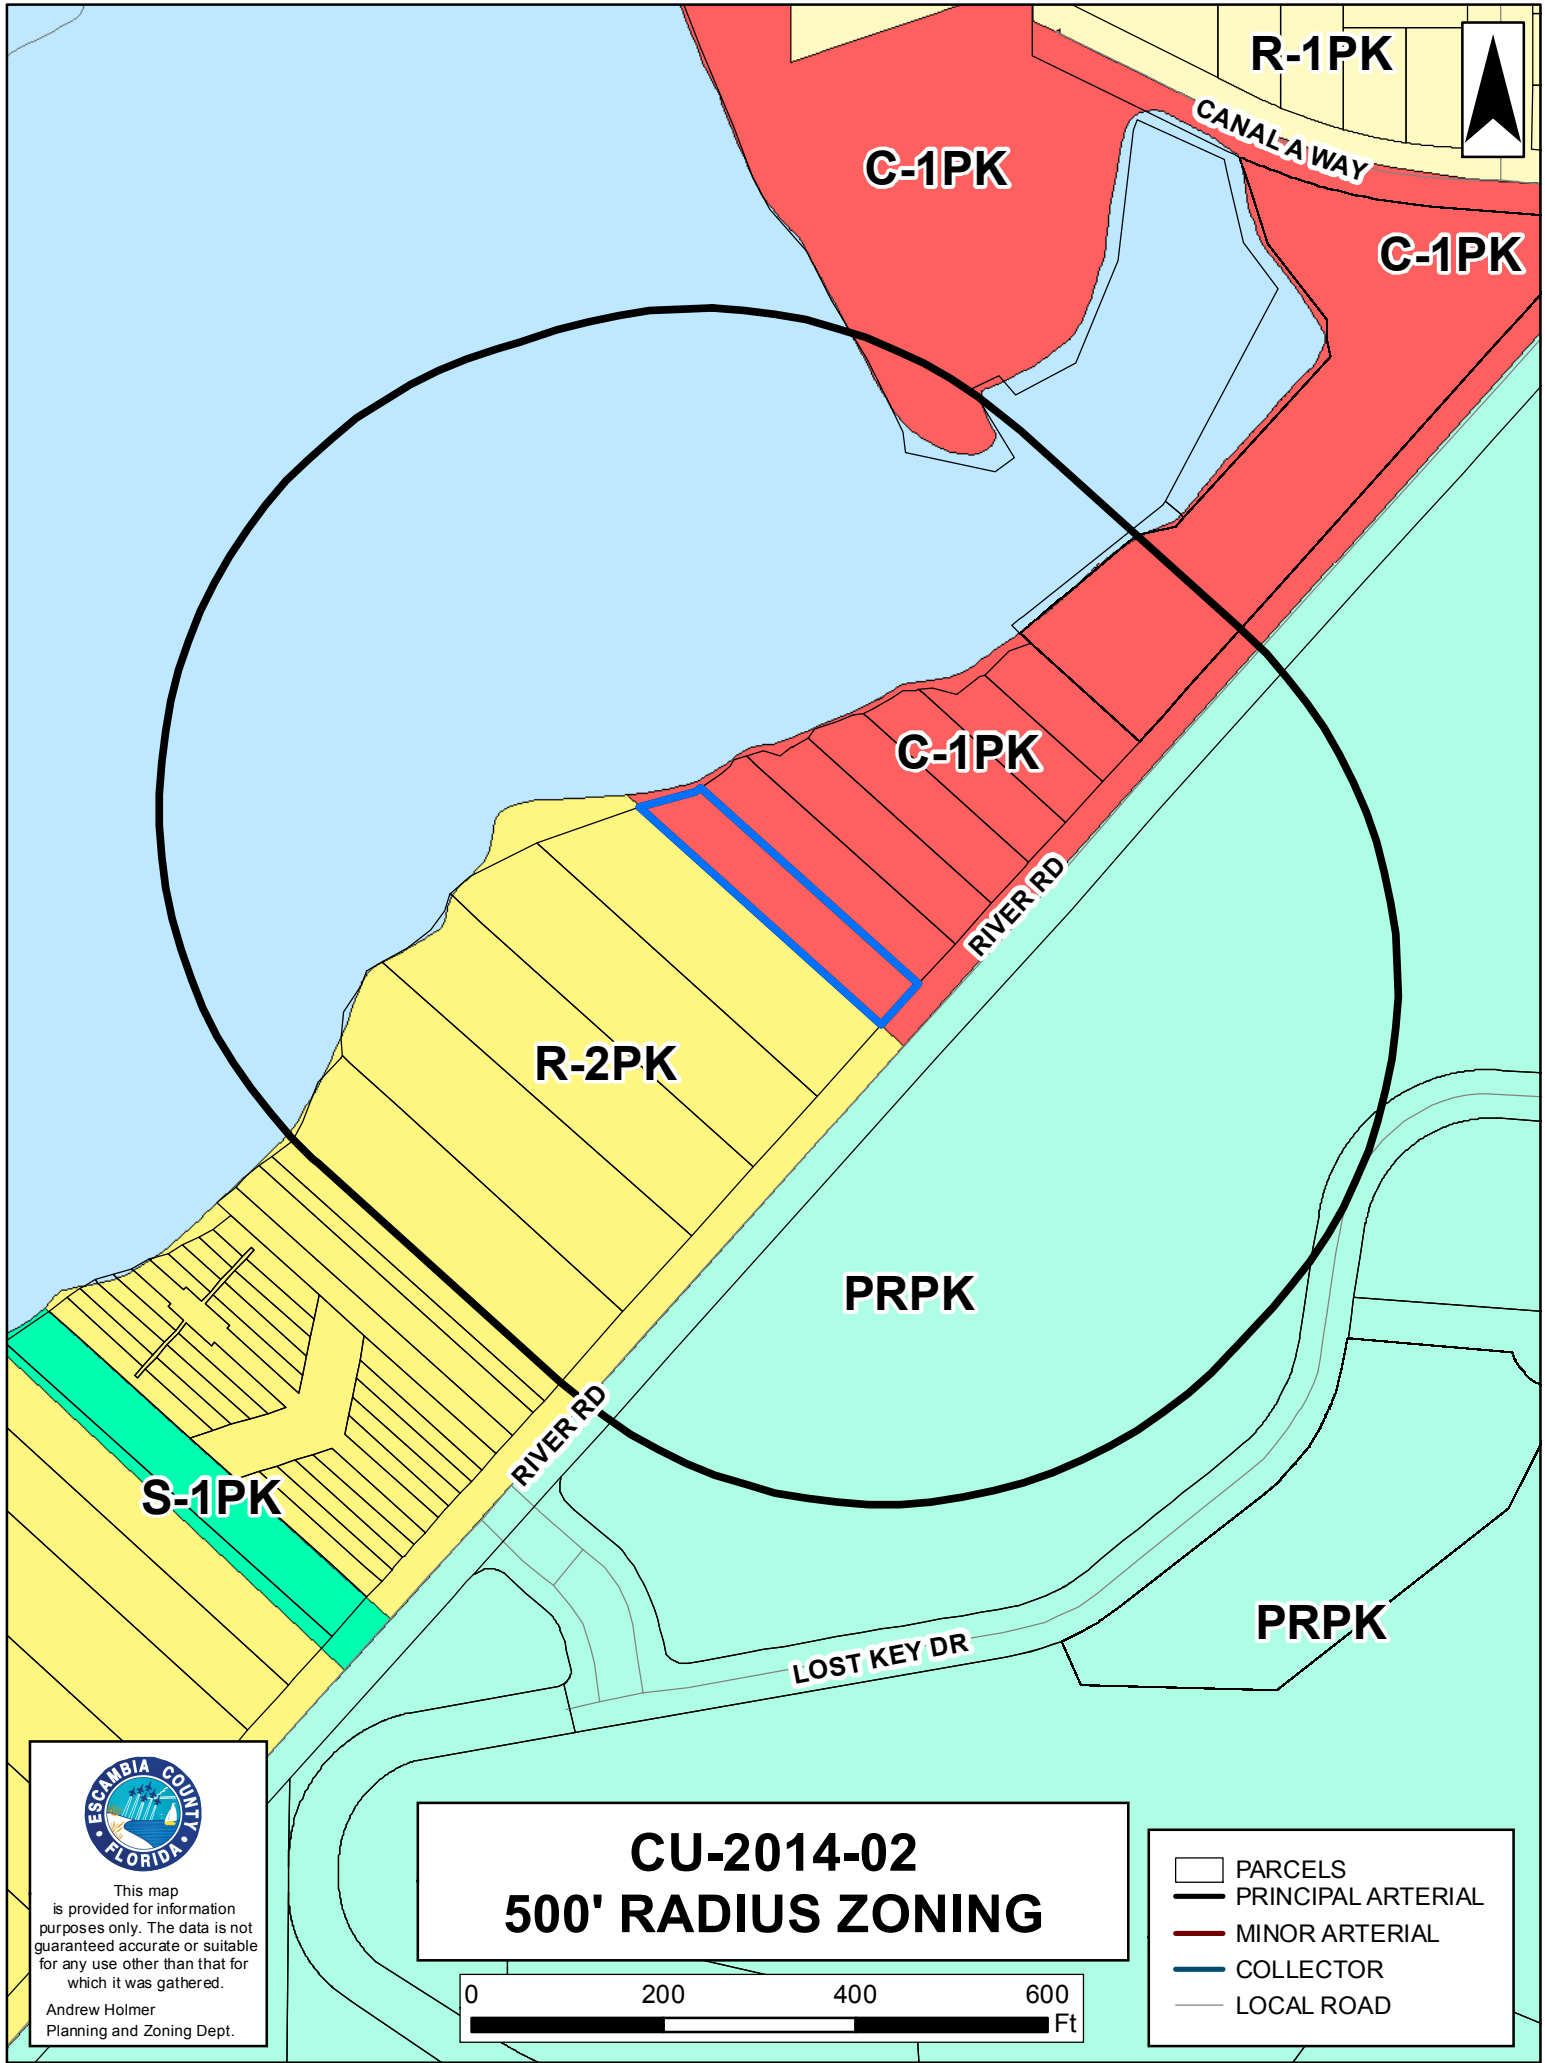 R-1PK
CANAL A WAY
C-1PK
C-1PK
C-1PK
RIVER RD
R-2PK
PRPK
RIVER RD
S-1PK
PRPK
LOST KEY DR
ESCAMBIA COUNTY
FLORIDA
This map
is provided for information
purposes only. The data is not
guaranteed accurate or suitable
for any use other than that for
which it was gathered.
Andrew Holmer
Planning and Zoning Dept.
CU-2014-02
500' RADIUS ZONING
0 200 400 600
Ft
PARCELS
PRINCIPAL ARTERIAL
MINOR ARTERIAL
COLLECTOR
LOCAL ROAD